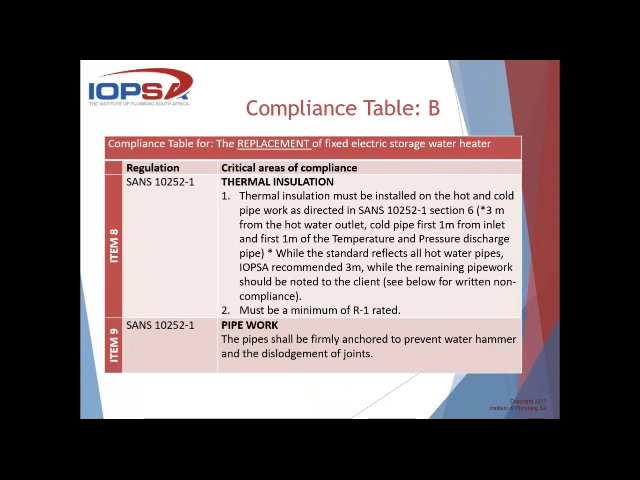 IOPSA
THE INSTITUTE OF PLUMBING SOUTH AFRICA
Compliance Table: B
Compliance Table for: The REPLACEMENT of fixed electric storage water heater
Regulation Critical areas of compliance
ITEM 8
SANS 10252-1 THERMAL INSULATION
1. Thermal insulation must be installed on the hot and cold
pipe work as directed in SANS 10252-1 section 6 (*3 m
from the hot water outlet, cold pipe first 1m from inlet
and first 1m of the Temperature and Pressure discharge
pipe) * While the standard reflects all hot water pipes,
IOPSA recommended 3m, while the remaining pipework
should be noted to the client (see below for written non-
compliance).
2. Must be a minimum of R-1 rated.
ITEM 9
SANS 10252-1 PIPE WORK
The pipes shall be firmly anchored to prevent water hammer
and the dislodgement of joints.
Copyright 2017
Institute of Plumbing SA